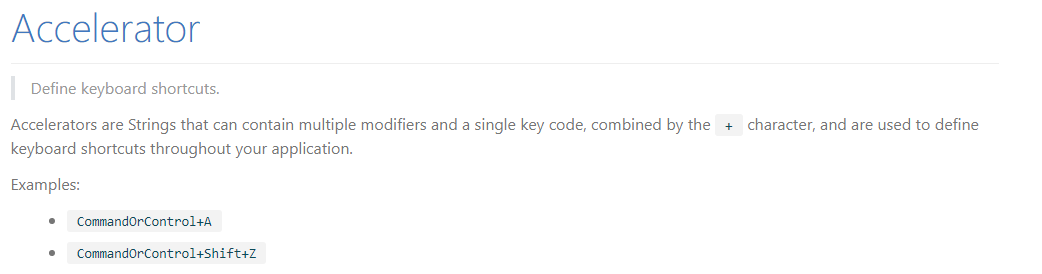 Accelerator
Define keyboard shortcuts.
Accelerators are Strings that can contain multiple modifiers and a single key code, combined by the + character, and are used to define
keyboard shortcuts throughout your application.
Examples:
CommandOrControl+A
CommandOrControl+Shift+Z